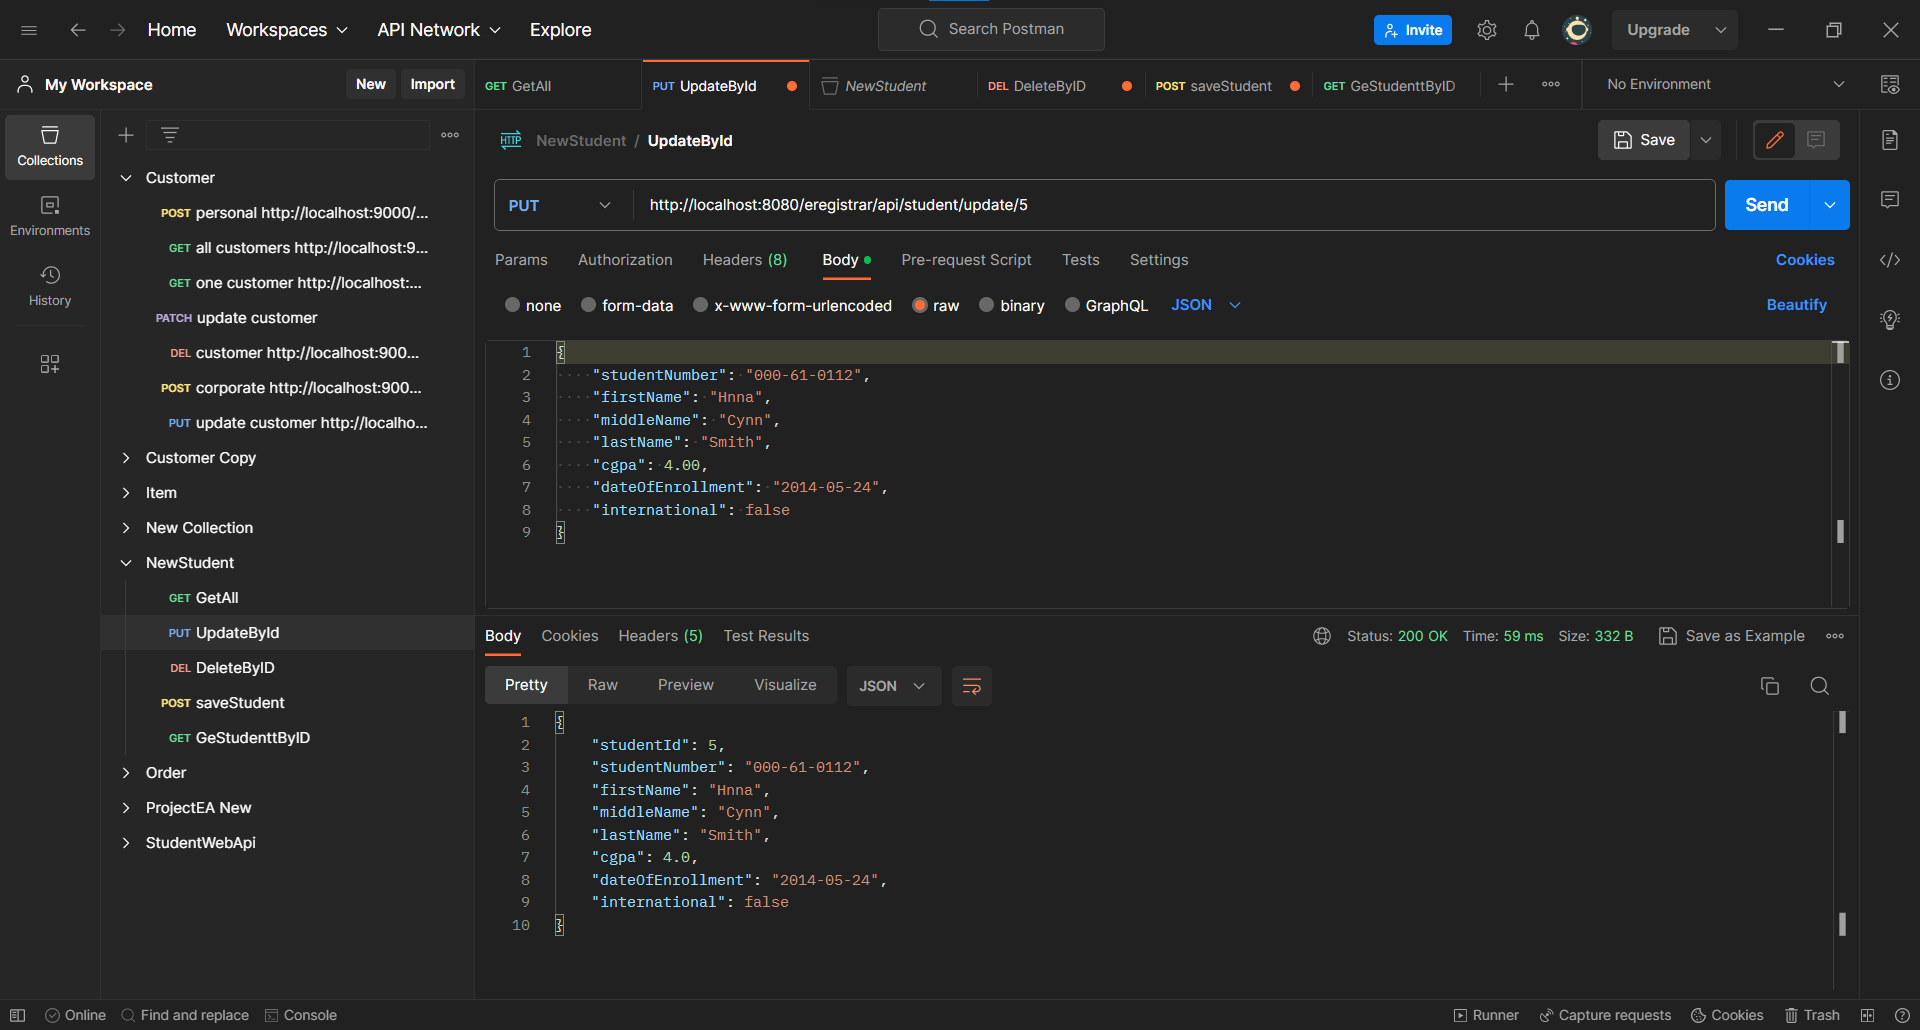 Home Workspaces API Network Explore Search Postman Invite Upgrade
My Workspace New Import GET GetAll PUT UpdateById NewStudent DEL DeleteByID POST saveStudent GET GeStudenttByID No Environment
Collections
Environments
History
Customer
POST personal http://localhost:9000/...
GET all customers http://localhost:9...
GET one customer http://localhost:...
PATCH update customer
DEL customer http://localhost:900...
POST corporate http://localhost:900...
PUT update customer http://localho...
Customer Copy
Item
New Collection
NewStudent
GET GetAll
PUT UpdateById
DEL DeleteByID
POST saveStudent
GET GeStudenttByID
Order
ProjectEA New
StudentWebApi
HTTP NewStudent / UpdateById Save
PUT http://localhost:8080/eregistrar/api/student/update/5 Send
Params Authorization Headers (8) Body Pre-request Script Tests Settings Cookies
none form-data x-www-form-urlencoded raw binary GraphQL JSON Beautify
1 {
2 "studentNumber": "000-61-0112",
3 "firstName": "Hnna",
4 "middleName": "Cynn",
5 "lastName": "Smith",
6 "cgpa": 4.00,
7 "dateOfEnrollment": "2014-05-24",
8 "international": false
9 }
Body Cookies Headers (5) Test Results Status: 200 OK Time: 59 ms Size: 332 B Save as Example
Pretty Raw Preview Visualize JSON
1 {
2 "studentId": 5,
3 "studentNumber": "000-61-0112",
4 "firstName": "Hnna",
5 "middleName": "Cynn",
6 "lastName": "Smith",
7 "cgpa": 4.0,
8 "dateOfEnrollment": "2014-05-24",
9 "international": false
10 }
Online Find and replace Console Runner Capture requests Cookies Trash